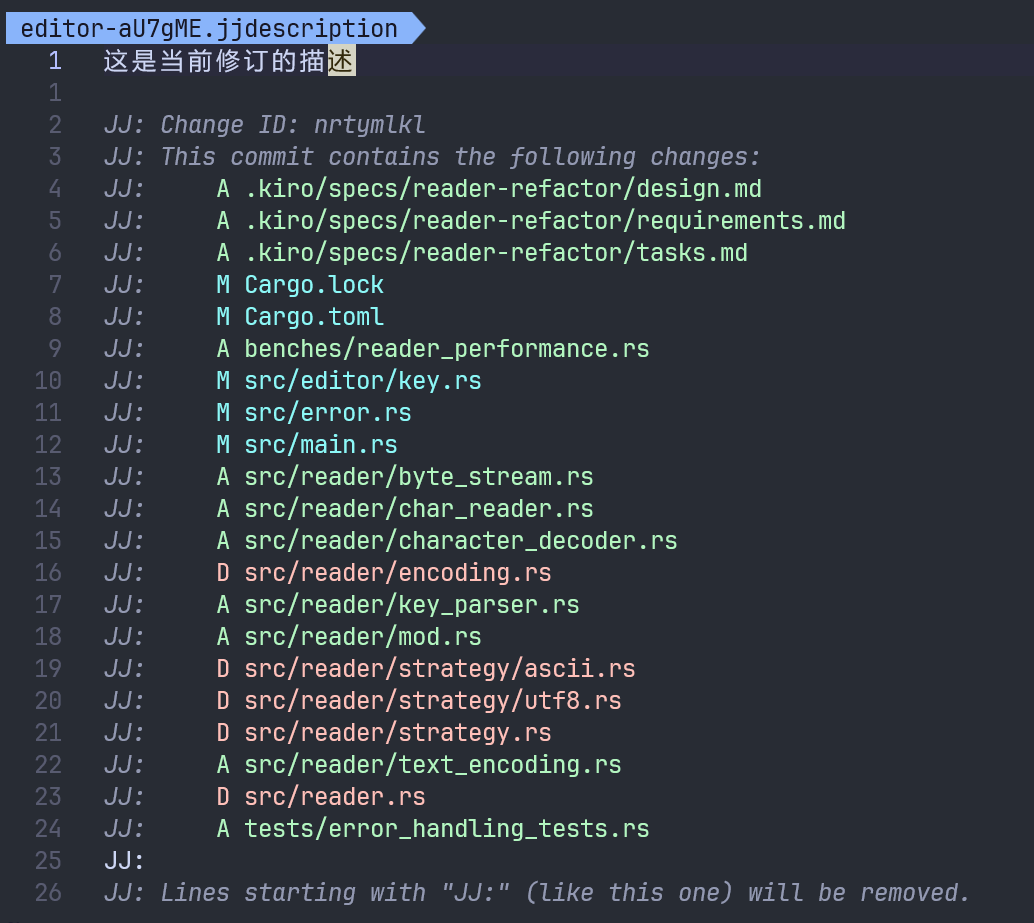 editor-aU7gME.jjdescription
1 这是当前修订的描述
1
2 JJ: Change ID: nrtymlkl
3 JJ: This commit contains the following changes:
4 JJ:     A .kiro/specs/reader-refactor/design.md
5 JJ:     A .kiro/specs/reader-refactor/requirements.md
6 JJ:     A .kiro/specs/reader-refactor/tasks.md
7 JJ:     M Cargo.lock
8 JJ:     M Cargo.toml
9 JJ:     A benches/reader_performance.rs
10 JJ:     M src/editor/key.rs
11 JJ:     M src/error.rs
12 JJ:     M src/main.rs
13 JJ:     A src/reader/byte_stream.rs
14 JJ:     A src/reader/char_reader.rs
15 JJ:     A src/reader/character_decoder.rs
16 JJ:     D src/reader/encoding.rs
17 JJ:     A src/reader/key_parser.rs
18 JJ:     A src/reader/mod.rs
19 JJ:     D src/reader/strategy/ascii.rs
20 JJ:     D src/reader/strategy/utf8.rs
21 JJ:     D src/reader/strategy.rs
22 JJ:     A src/reader/text_encoding.rs
23 JJ:     D src/reader.rs
24 JJ:     A tests/error_handling_tests.rs
25 JJ:
26 JJ: Lines starting with "JJ:" (like this one) will be removed.